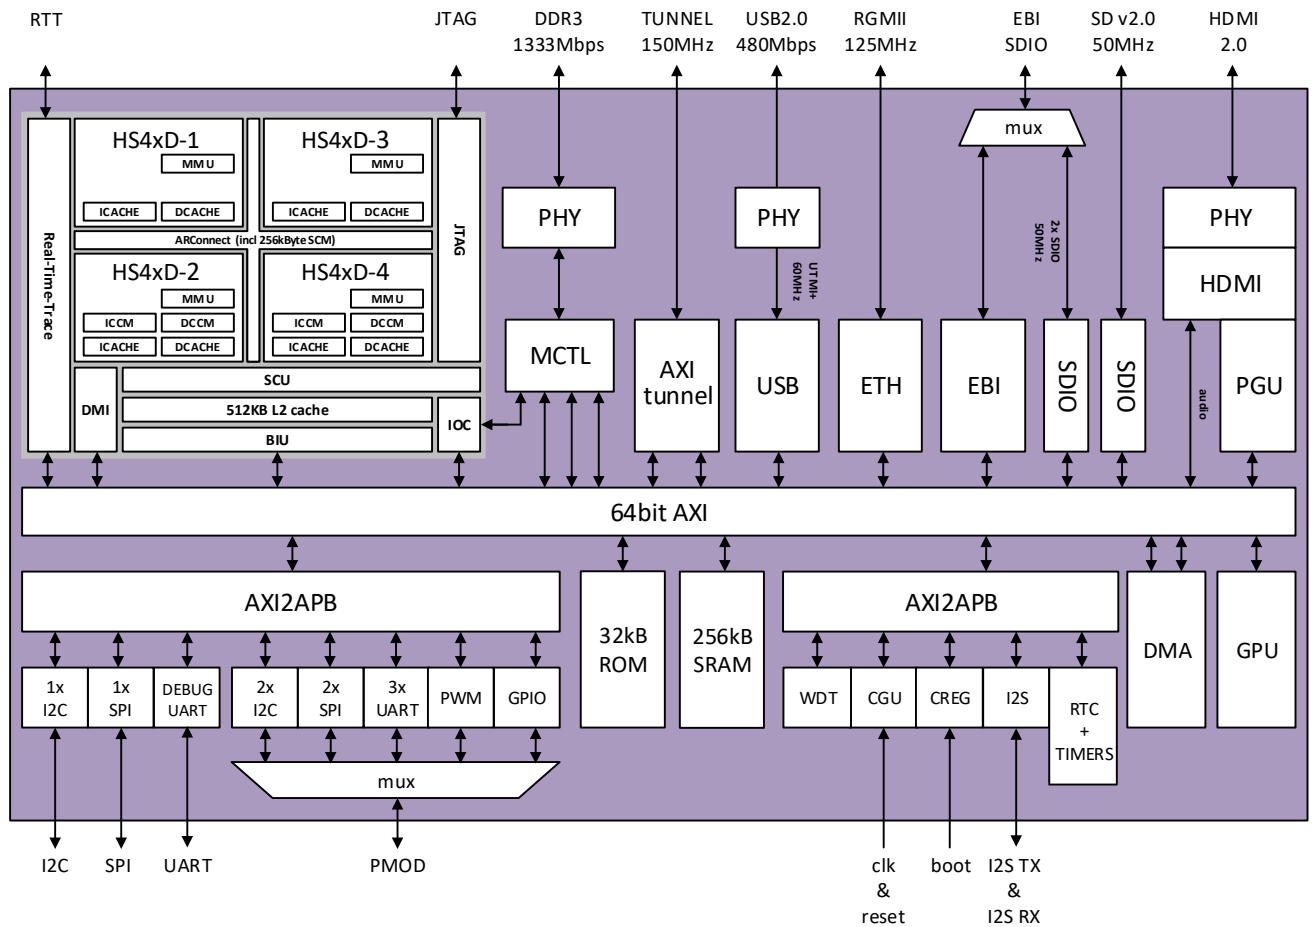 RTT
JTAG
DDR3
1333Mbps
TUNNEL
150MHz
USB2.0
480Mbps
RGMII
125MHz
EBI
SDIO
SD v2.0
50MHz
HDMI
2.0
Real-Time-Trace
HS4xD-1
MMU
ICACHE
DCACHE
HS4xD-3
MMU
ICACHE
DCACHE
ARConnect (incl 256kByte SCM)
HS4xD-2
MMU
ICCM
DCCM
ICACHE
DCACHE
HS4xD-4
MMU
ICCM
DCCM
ICACHE
DCACHE
JTAG
DMI
SCU
512KB L2 cache
BIU
IOC
PHY
MCTL
AXI
tunnel
PHY
UTMI+
60MHz
USB
ETH
mux
2x SDIO
50MHz
EBI
SDIO
SDIO
PHY
HDMI
audio
PGU
64bit AXI
AXI2APB
1x
I2C
1x
SPI
DEBUG
UART
2x
I2C
2x
SPI
3x
UART
PWM
GPIO
mux
32kB
ROM
256kB
SRAM
AXI2APB
WDT
CGU
CREG
I2S
RTC
+
TIMERS
DMA
GPU
I2C
SPI
UART
PMOD
clk
&
reset
boot
I2S TX
&
I2S RX